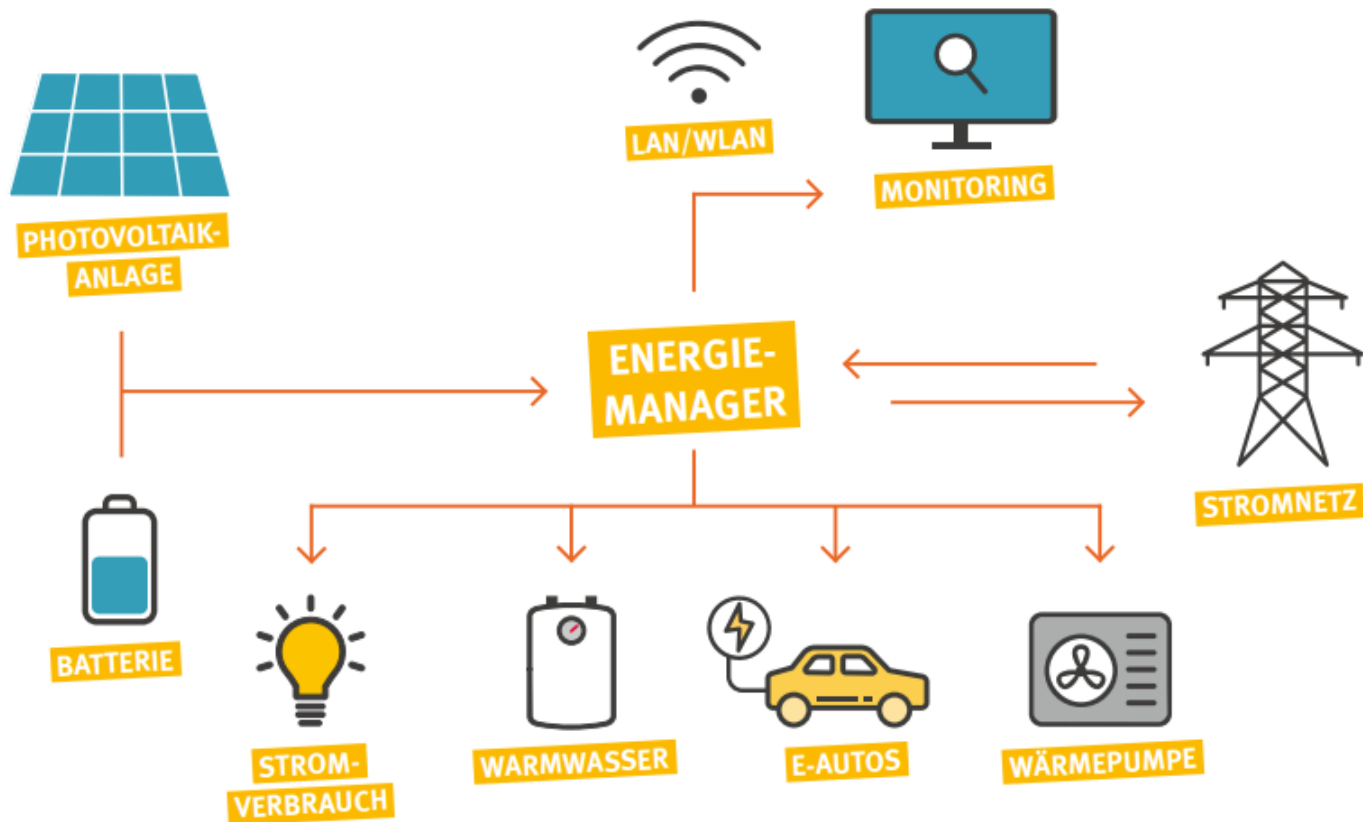 LAN/WLAN
MONITORING
PHOTOVOLTAIK-
ANLAGE
ENERGIE-
MANAGER
STROMNETZ
BATTERIE
STROM-
VERBRAUCH
WARMWASSER
E-AUTOS
WÄRMEPUMPE